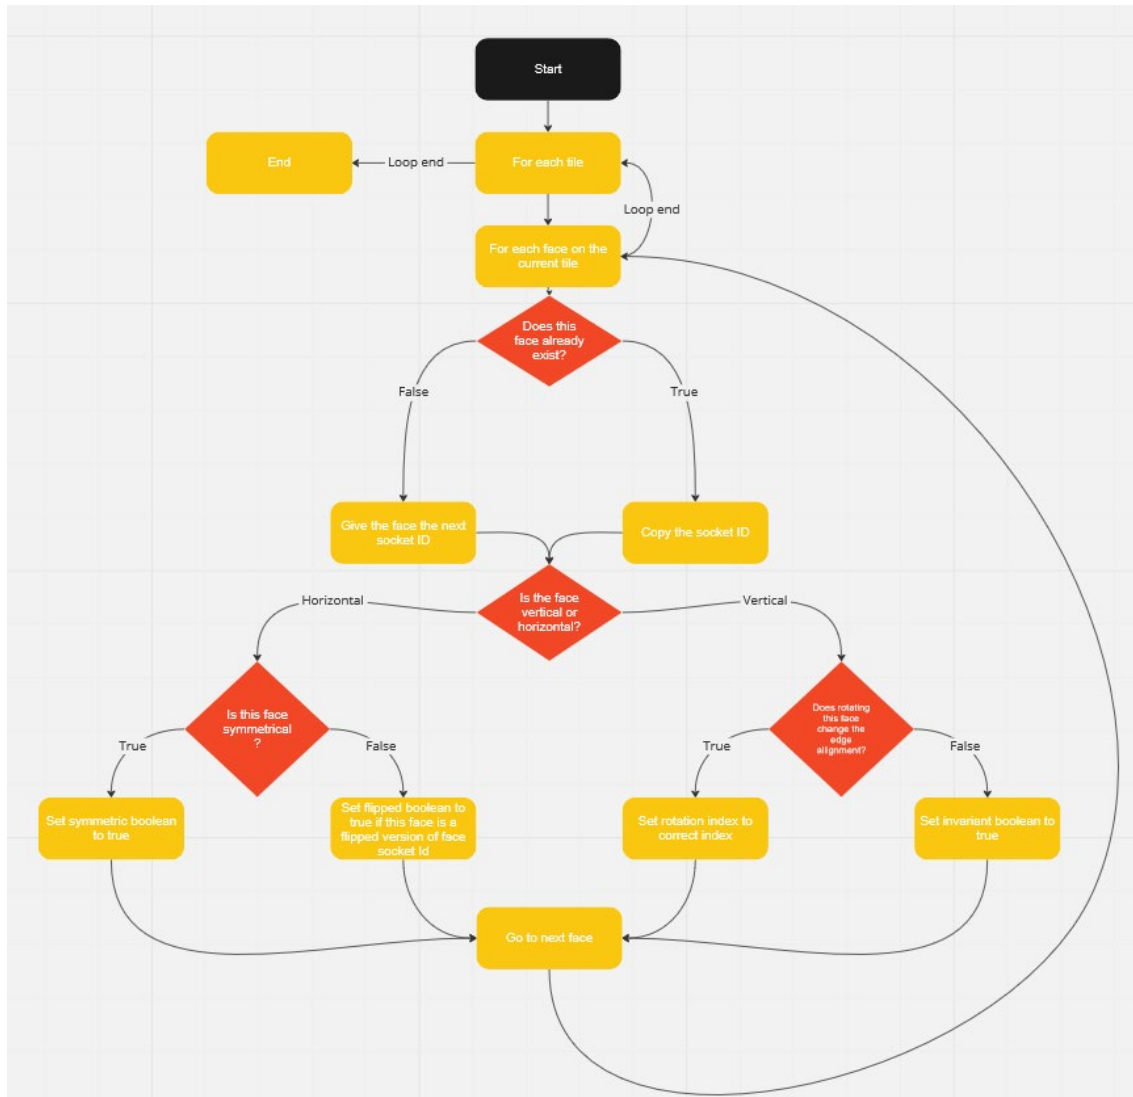 Start
End
Loop end
For each tile
Loop end
For each face on the
current tile
Does this
face already
exist?
False
True
Give the face the next
socket ID
Copy the socket ID
Is the face
vertical or
horizontal?
Horizontal
Vertical
Is this face
symmetrical
?
Does rotating
this face
change the
edge
alignment?
True
False
True
False
Set symmetric boolean
to true
Set flipped boolean to
true if this face is a
flipped version of face
socket Id
Set rotation index to
correct index
Set invariant boolean to
true
Go to next face